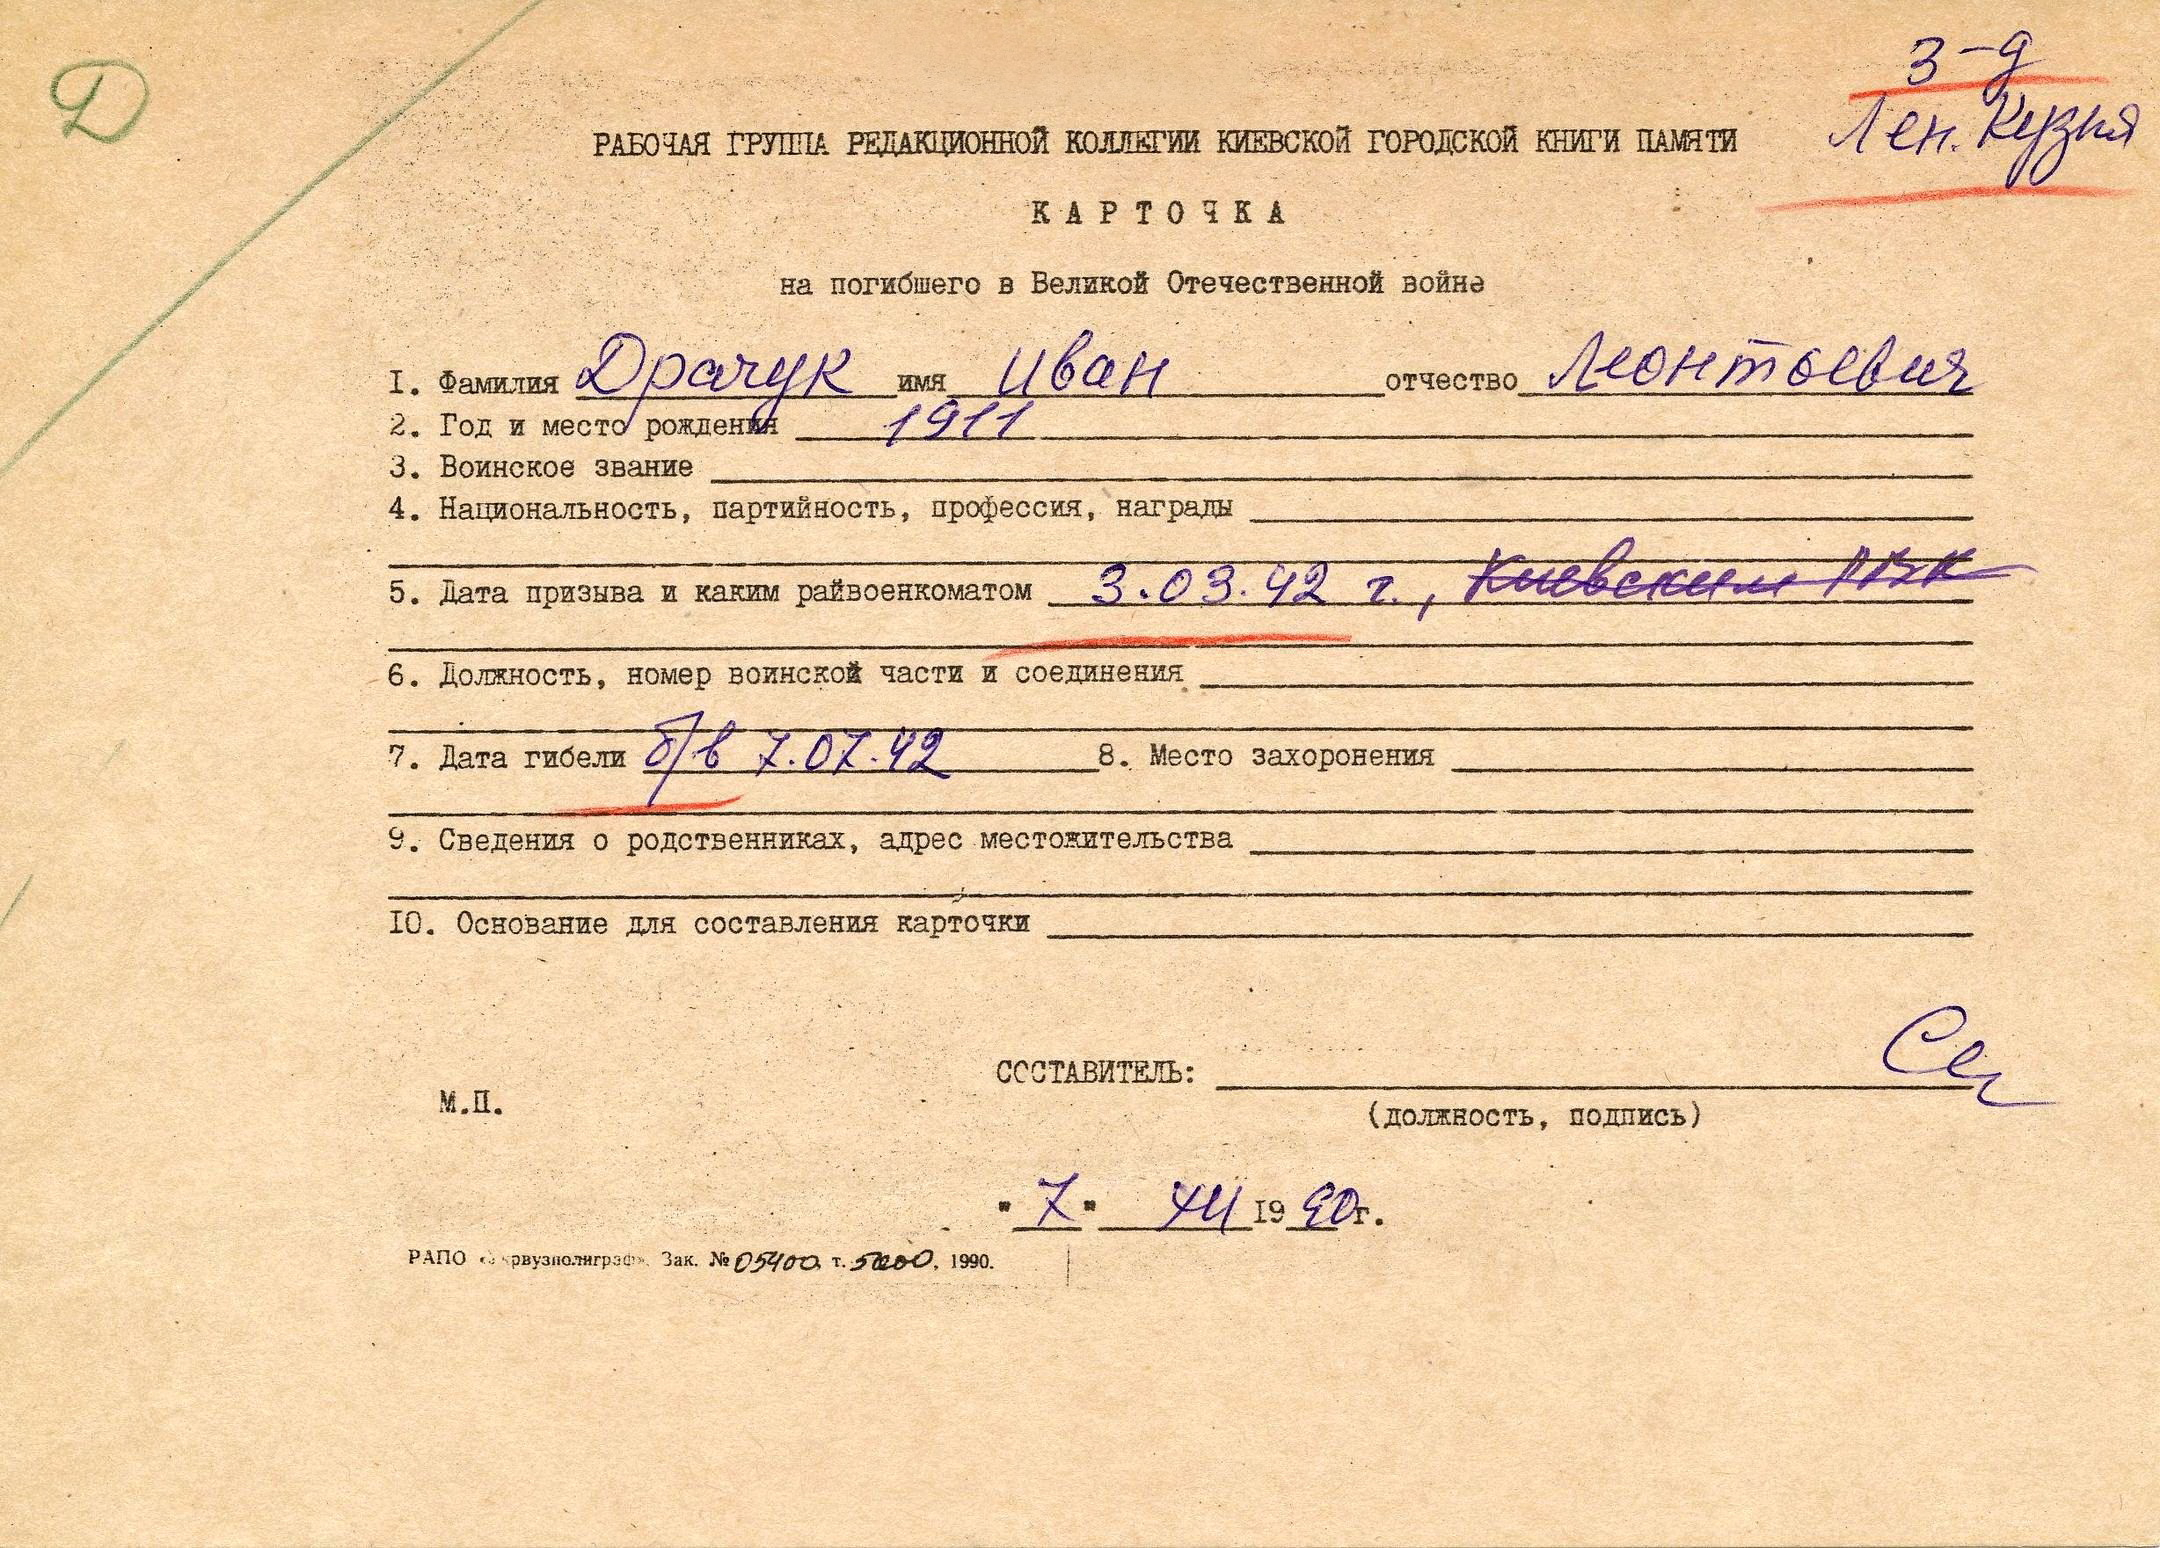 Д
З-д
Лен. Кузня
РАБОЧАЯ ГРУППА РЕДАКЦИОННОЙ КОЛЛЕГИИ КИЕВСКОЙ ГОРОДСКОЙ КНИГИ ПАМЯТИ
КАРТОЧКА
на погибшего в Великой Отечественной войне
I. Фамилия Драчук имя Иван отчество Леонтьевич
2. Год и место рождения 1911
3. Воинское звание
4. Национальность, партийность, профессия, награды
5. Дата призыва и каким райвоенкоматом 3.03.42 г., Киевским РВК
6. Должность, номер воинской части и соединения
7. Дата гибели б/в 7.07.42 8. Место захоронения
9. Сведения о родственниках, адрес местожительства
IO. Основание для составления карточки
СОСТАВИТЕЛЬ:
М.П.
(должность, подпись)
"7" XII 1990г.
РАПО Зак. № 05400 т. 5000, 1990.